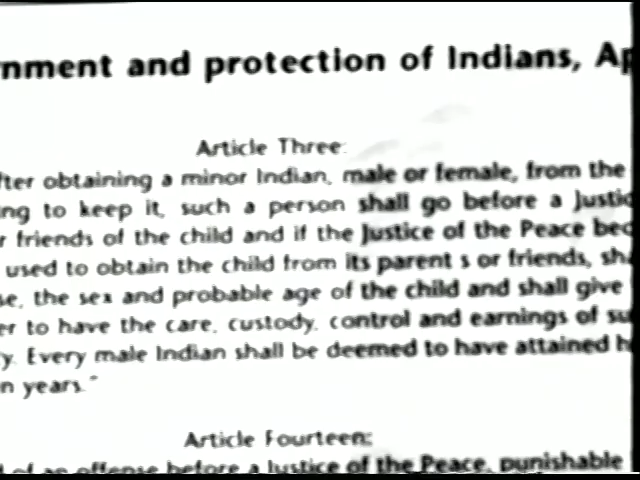 nment and protection of Indians, Ap
Article Three:
fter obtaining a minor Indian, male or female, from the
ng to keep it, such a person shall go before a Justic
r friends of the child and if the Justice of the Peace bec
used to obtain the child from its parent s or friends, sha
se, the sex and probable age of the child and shall give
er to have the care, custody, control and earnings of su
y. Every male Indian shall be deemed to have attained h
n years."
Article Fourteen:
of an offense before a Justice of the Peace, punishable